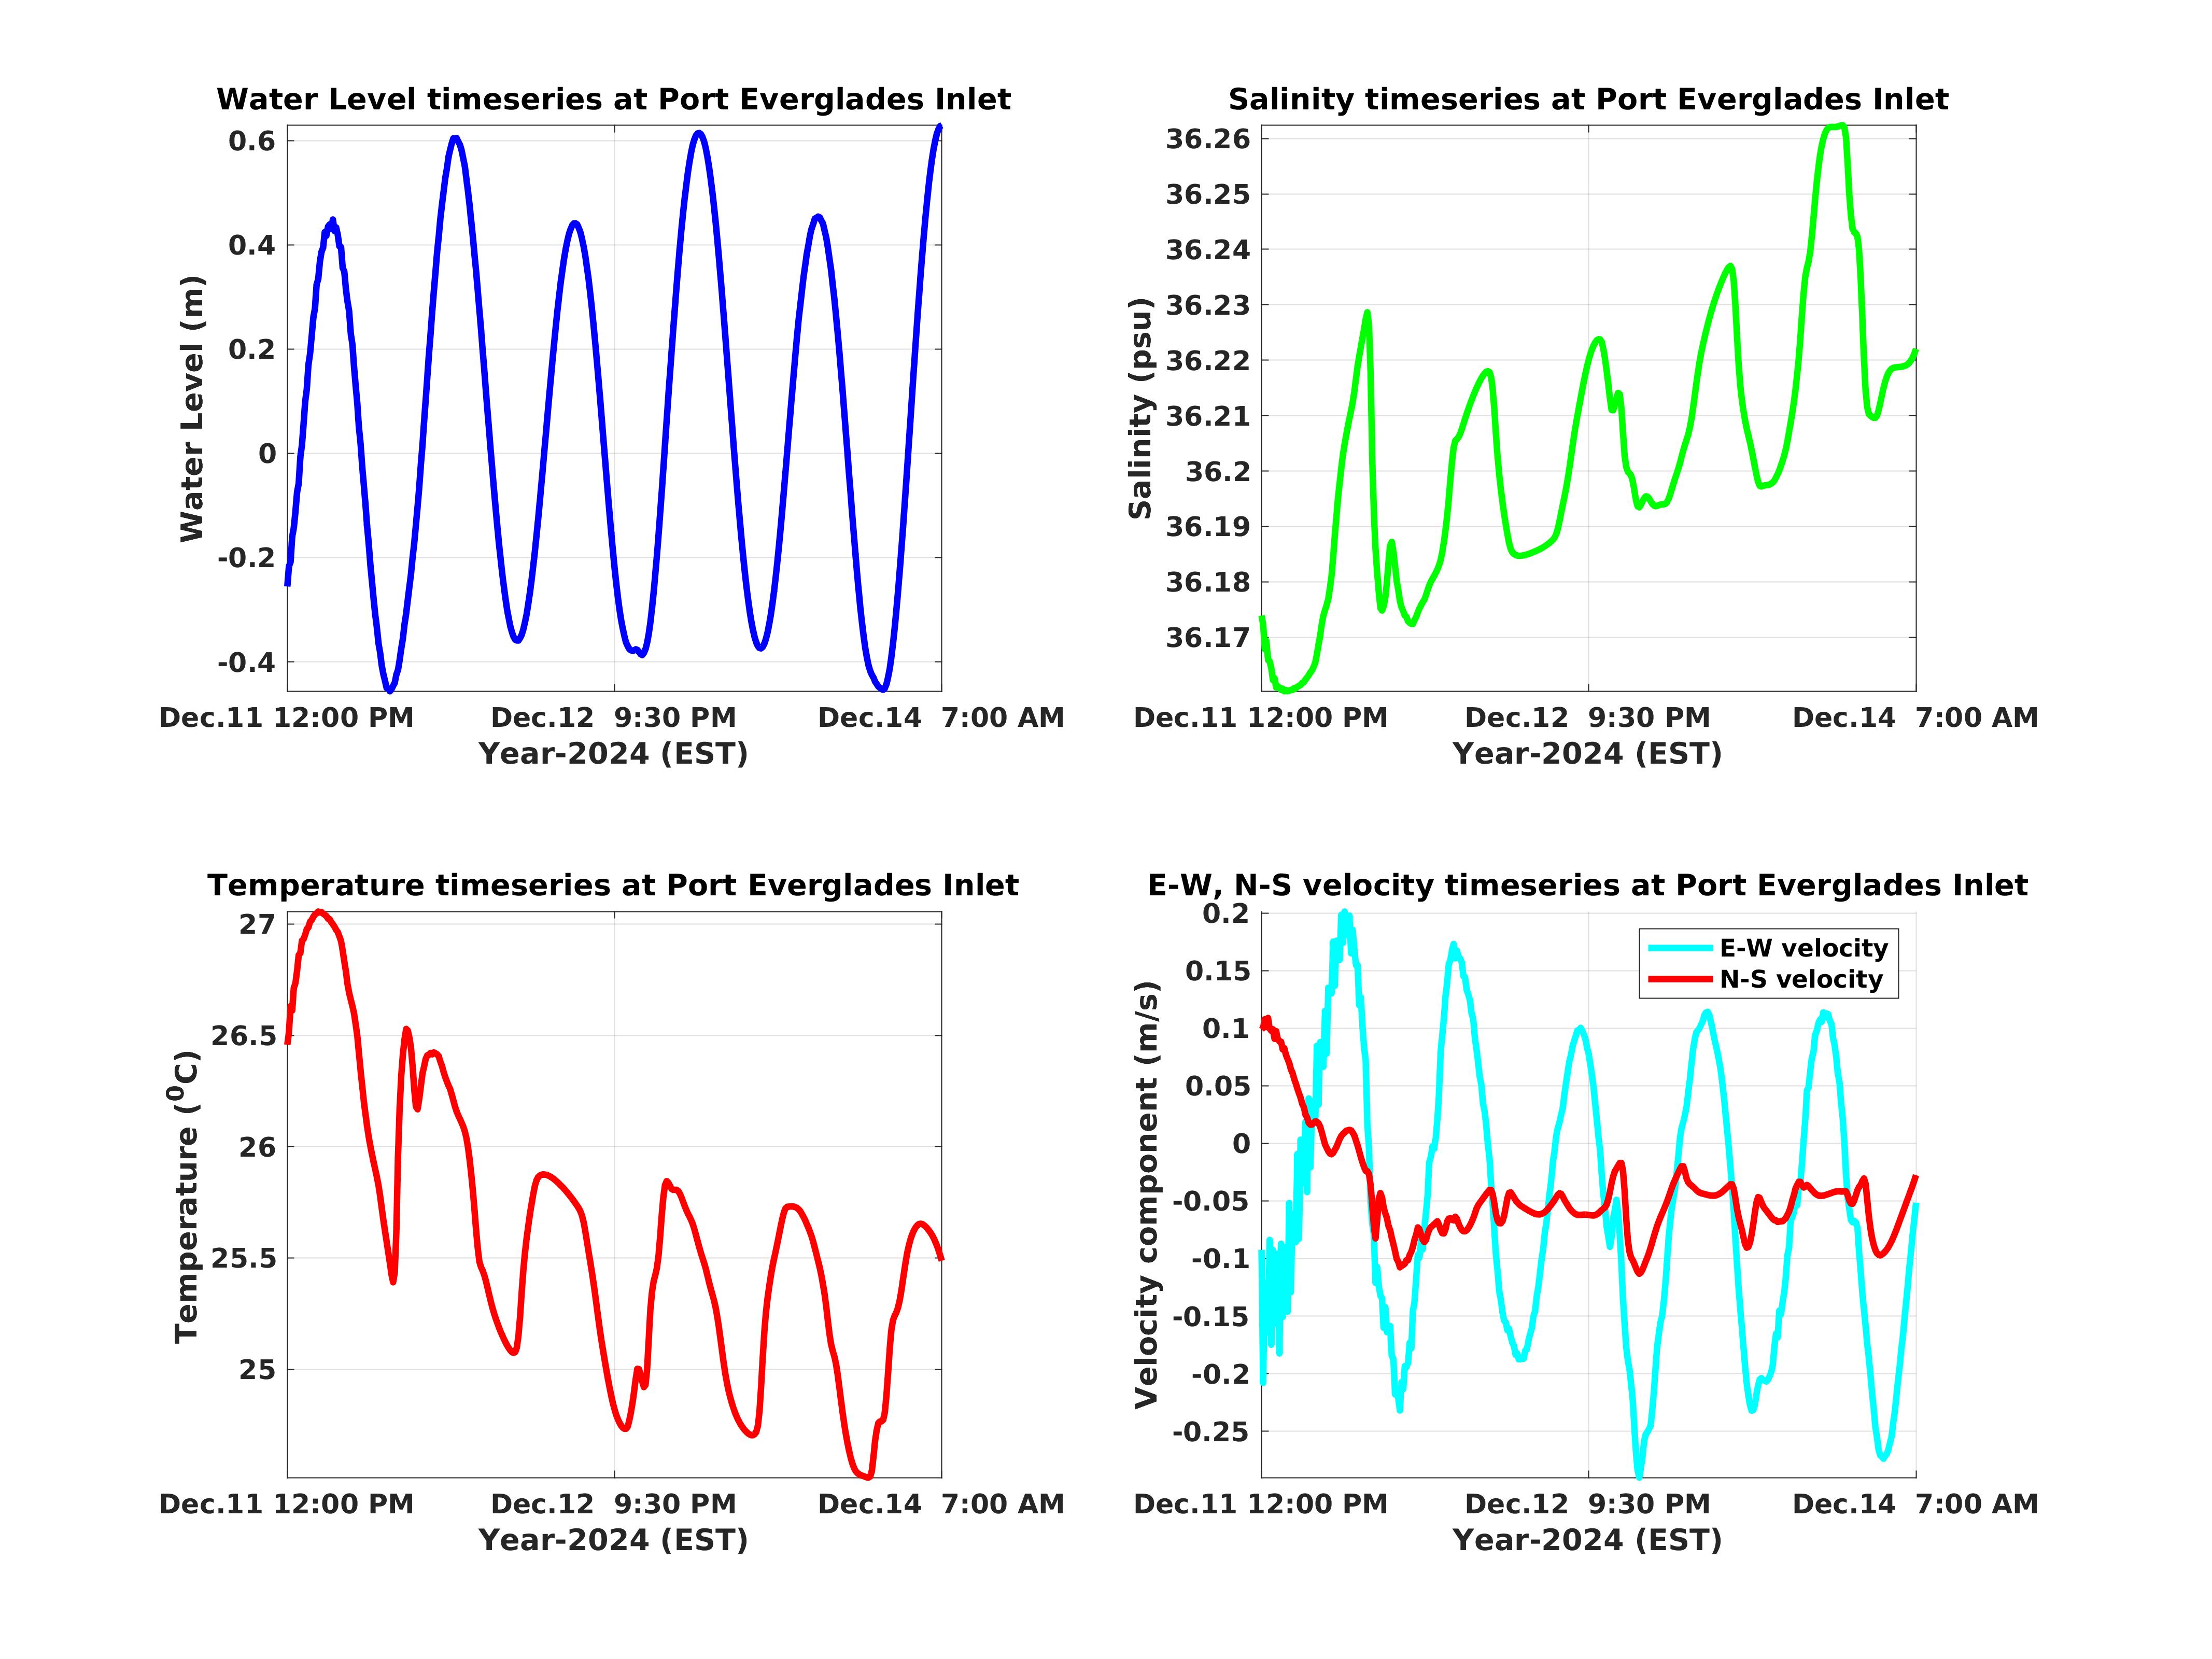 Water Level timeseries at Port Everglades Inlet
0.6
0.4
0.2
0
-0.2
-0.4
Water Level (m)
Dec.11 12:00 PM
Dec.12  9:30 PM
Dec.14  7:00 AM
Year-2024 (EST)
Salinity timeseries at Port Everglades Inlet
36.26
36.25
36.24
36.23
36.22
36.21
36.2
36.19
36.18
36.17
Salinity (psu)
Dec.11 12:00 PM
Dec.12  9:30 PM
Dec.14  7:00 AM
Year-2024 (EST)
Temperature timeseries at Port Everglades Inlet
27
26.5
26
25.5
25
Temperature (⁰C)
Dec.11 12:00 PM
Dec.12  9:30 PM
Dec.14  7:00 AM
Year-2024 (EST)
E-W, N-S velocity timeseries at Port Everglades Inlet
0.2
0.15
0.1
0.05
0
-0.05
-0.1
-0.15
-0.2
-0.25
Velocity component (m/s)
E-W velocity
N-S velocity
Dec.11 12:00 PM
Dec.12  9:30 PM
Dec.14  7:00 AM
Year-2024 (EST)